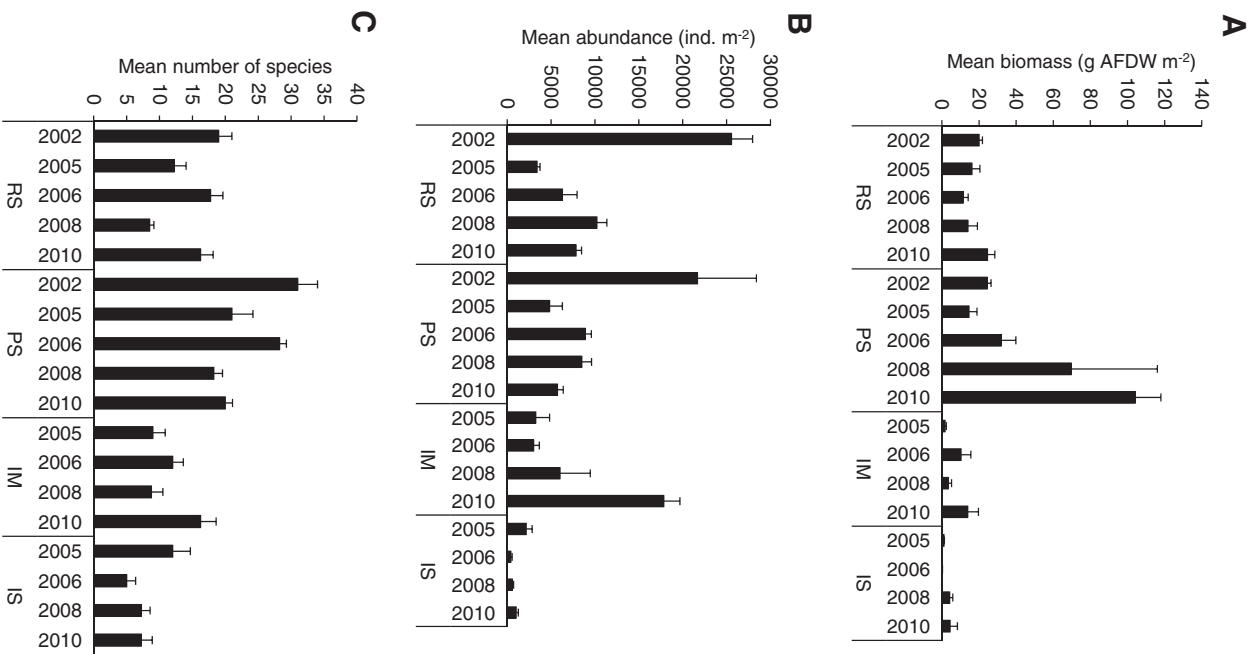 A
Mean biomass (g AFDW m-2)
0 20 40 60 80 100 120 140
2002
2005
2006
2008
2010
RS
2002
2005
2006
2008
2010
PS
2005
2006
2008
2010
IM
2005
2006
2008
2010
IS
B
Mean abundance (ind. m-2)
0 5000 10000 15000 20000 25000 30000
2002
2005
2006
2008
2010
RS
2002
2005
2006
2008
2010
PS
2005
2006
2008
2010
IM
2005
2006
2008
2010
IS
C
Mean number of species
0 5 10 15 20 25 30 35 40
2002
2005
2006
2008
2010
RS
2002
2005
2006
2008
2010
PS
2005
2006
2008
2010
IM
2005
2006
2008
2010
IS